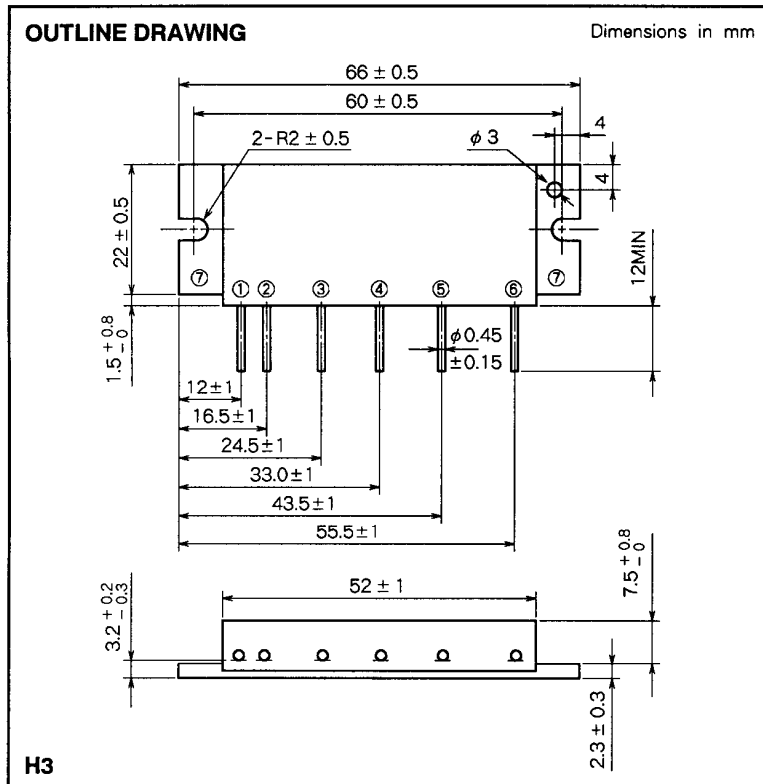 OUTLINE DRAWING
Dimensions in mm
66 ± 0.5
60 ± 0.5
4
2-R2 ± 0.5
φ 3
4
22 ± 0.5
12MIN
⑦
①
②
③
④
⑤
⑥
⑦
φ0.45
±0.15
1.5 +0.8 -0
12±1
16.5±1
24.5±1
33.0±1
43.5±1
55.5±1
52 ± 1
7.5 +0.8 -0
3.2 +0.2 -0.3
2.3 ± 0.3
H3